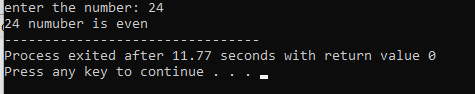 enter the number: 24
24 numuber is even
--------------------------------
Process exited after 11.77 seconds with return value 0
Press any key to continue . . .